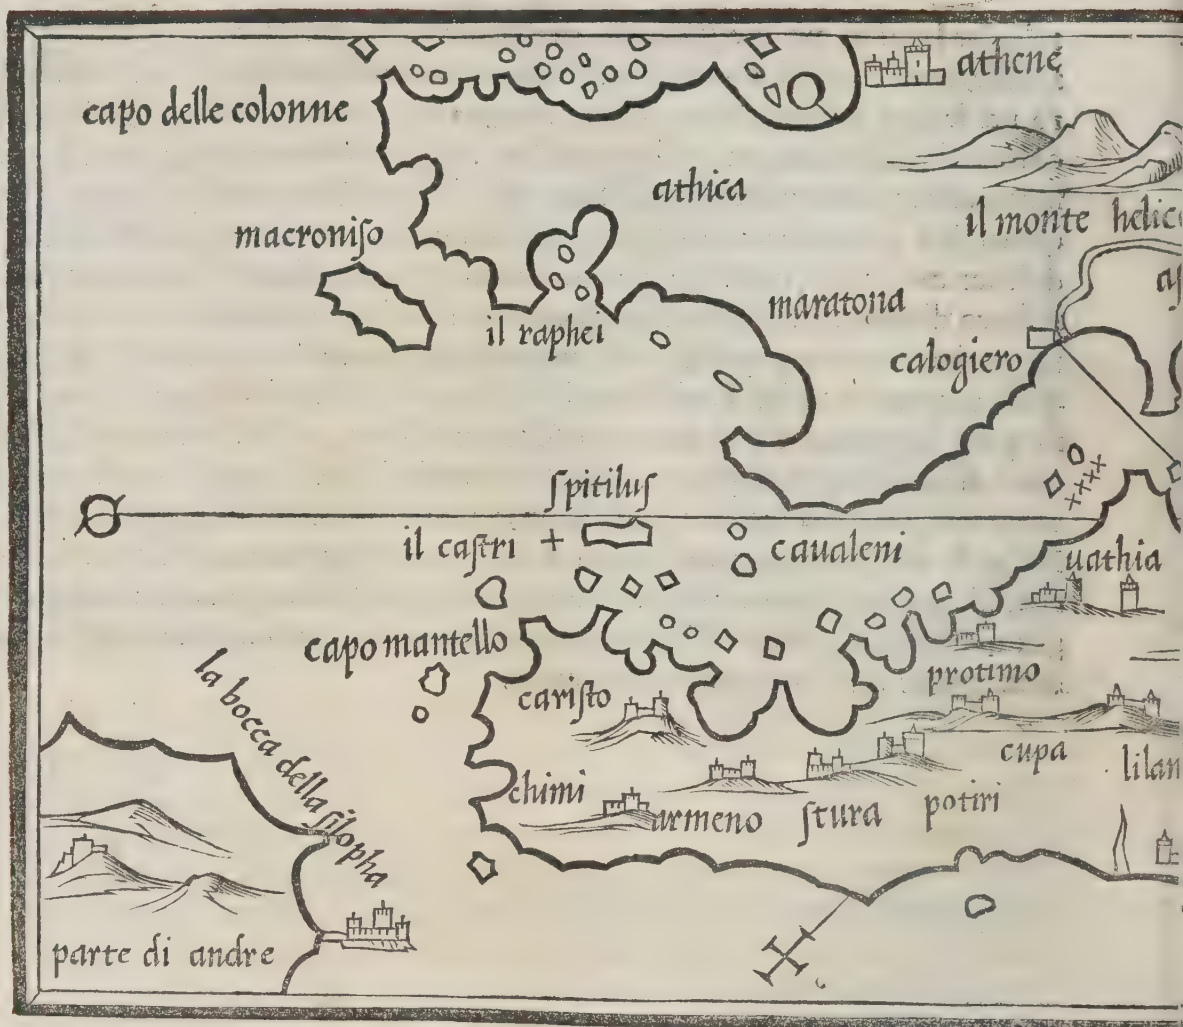 athene
capo delle colonne
athica
il monte
macroniso
maratona
il raphei
calogiero
spitilus
il castri
caualeni
uathia
capo mantello
protimo
caristo
la bocca della silopha
cupa
chimi
potiri
armeno
stura
parte di andre